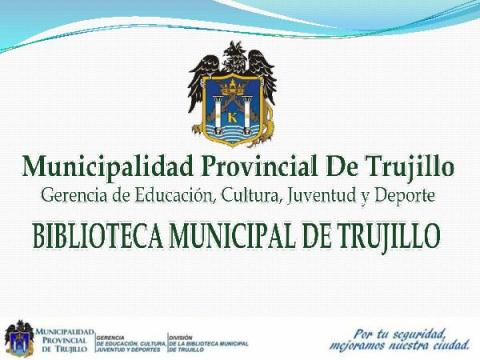 K
Municipalidad Provincial De Trujillo
Gerencia de Educación, Cultura, Juventud y Deporte
BIBLIOTECA MUNICIPAL DE TRUJILLO
MUNICIPALIDAD
PROVINCIAL
DE TRUJILLO
GERENCIA
DE EDUCACIÓN, CULTURA,
JUVENTUD Y DEPORTES
DIVISIÓN
DE LA BIBLIOTECA MUNICIPAL
DE TRUJILLO
Por tu seguridad,
mejoramos nuestra ciudad.